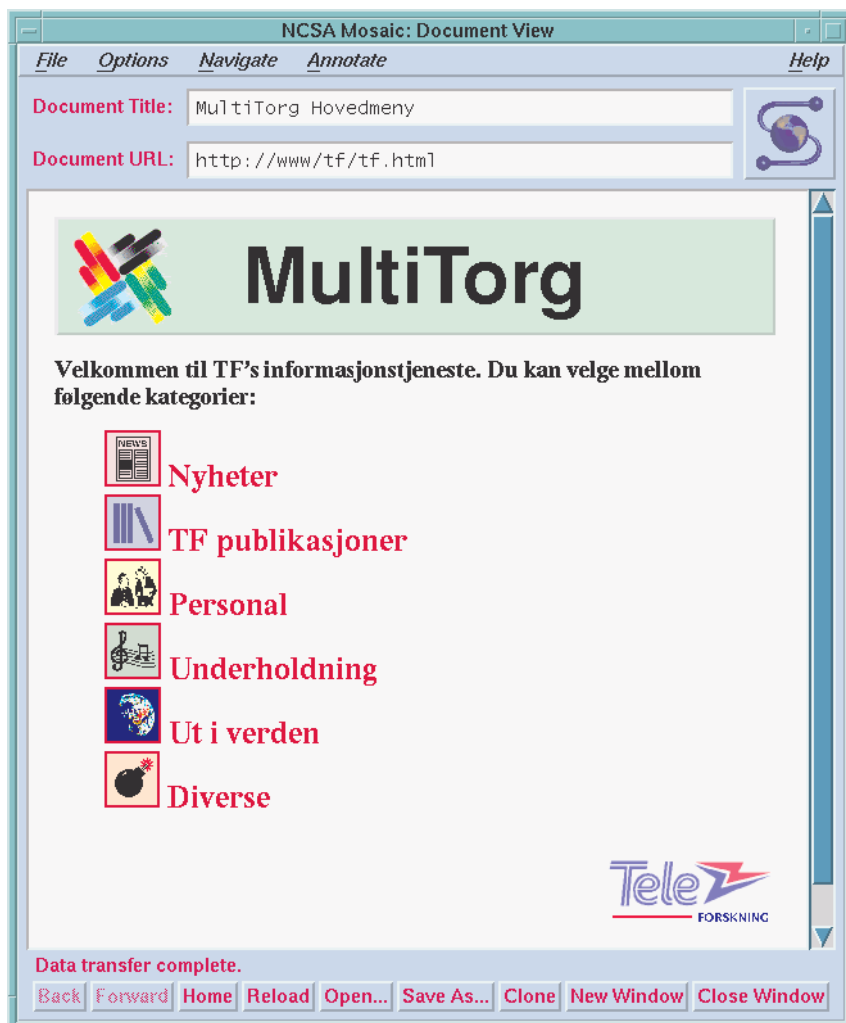 NCSA Mosaic: Document View
File Options Navigate Annotate Help
Document Title: MultiTorg Hovedmeny
Document URL: http://www/tf/tf.html
MultiTorg
Velkommen til TF's informasjonstjeneste. Du kan velge mellom
følgende kategorier:
NEWS
Nyheter
TF publikasjoner
Personal
Underholdning
Ut i verden
Diverse
Tele
FORSKNING
Data transfer complete.
Back Forward Home Reload Open... Save As... Clone New Window Close Window